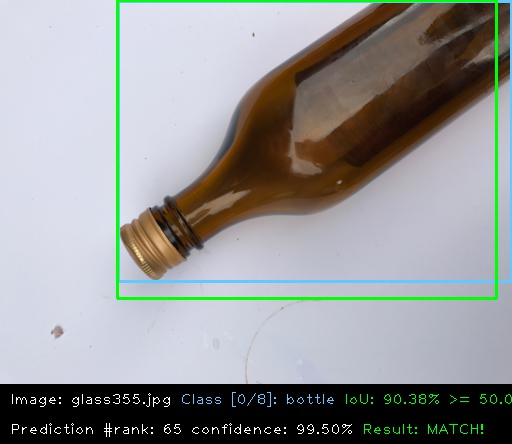 Image: glass355.jpg Class [0/8]: bottle IoU: 90.38% >= 50.0
Prediction #rank: 65 confidence: 99.50% Result: MATCH!